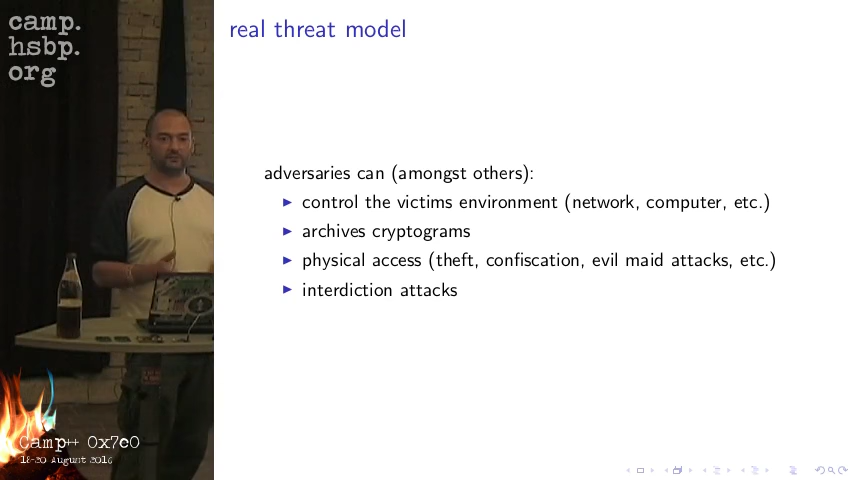 camp.
hsbp.
org
real threat model
adversaries can (amongst others):
control the victims environment (network, computer, etc.)
archives cryptograms
physical access (theft, confiscation, evil maid attacks, etc.)
interdiction attacks
Camp++ 0x7e0
18-20 August 2016